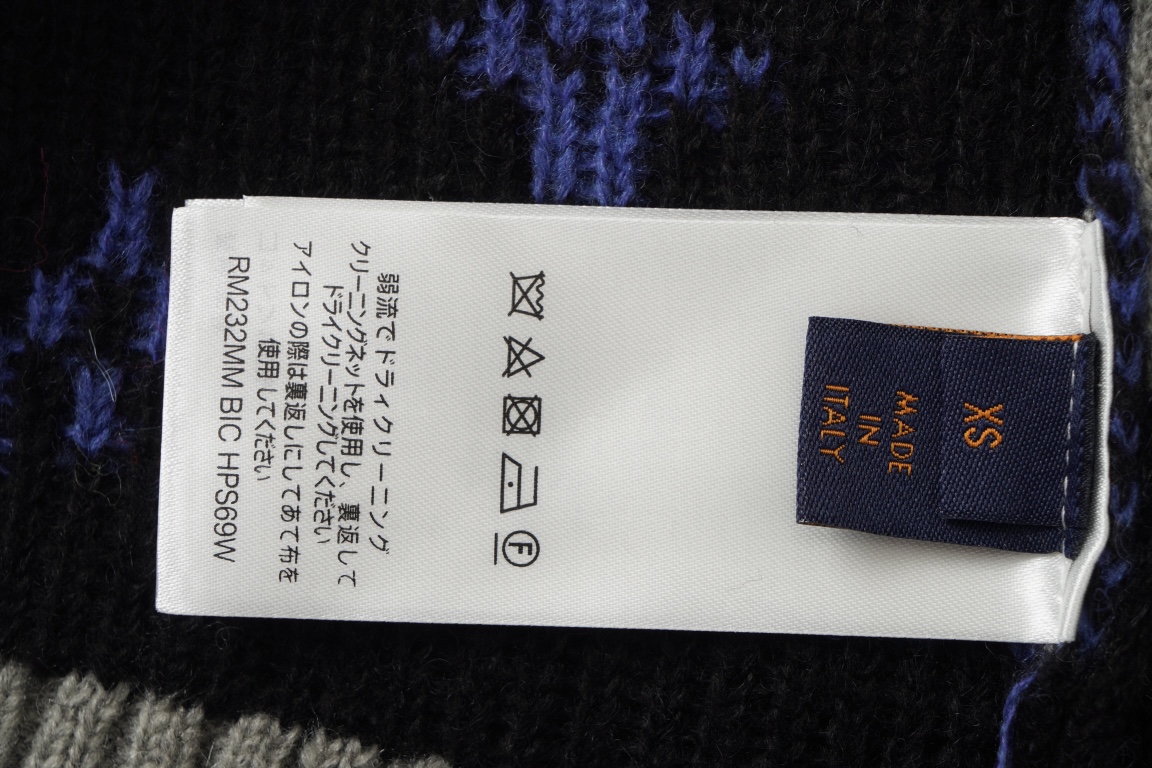 XS
MADE
IN
ITALY
弱流でドライクリーニング
クリーニングネットを使用し、裏返して
ドライクリーニングしてください
アイロンの際は裏返しにしてあて布を
使用してください
RM232MM BIC HPS69W
F